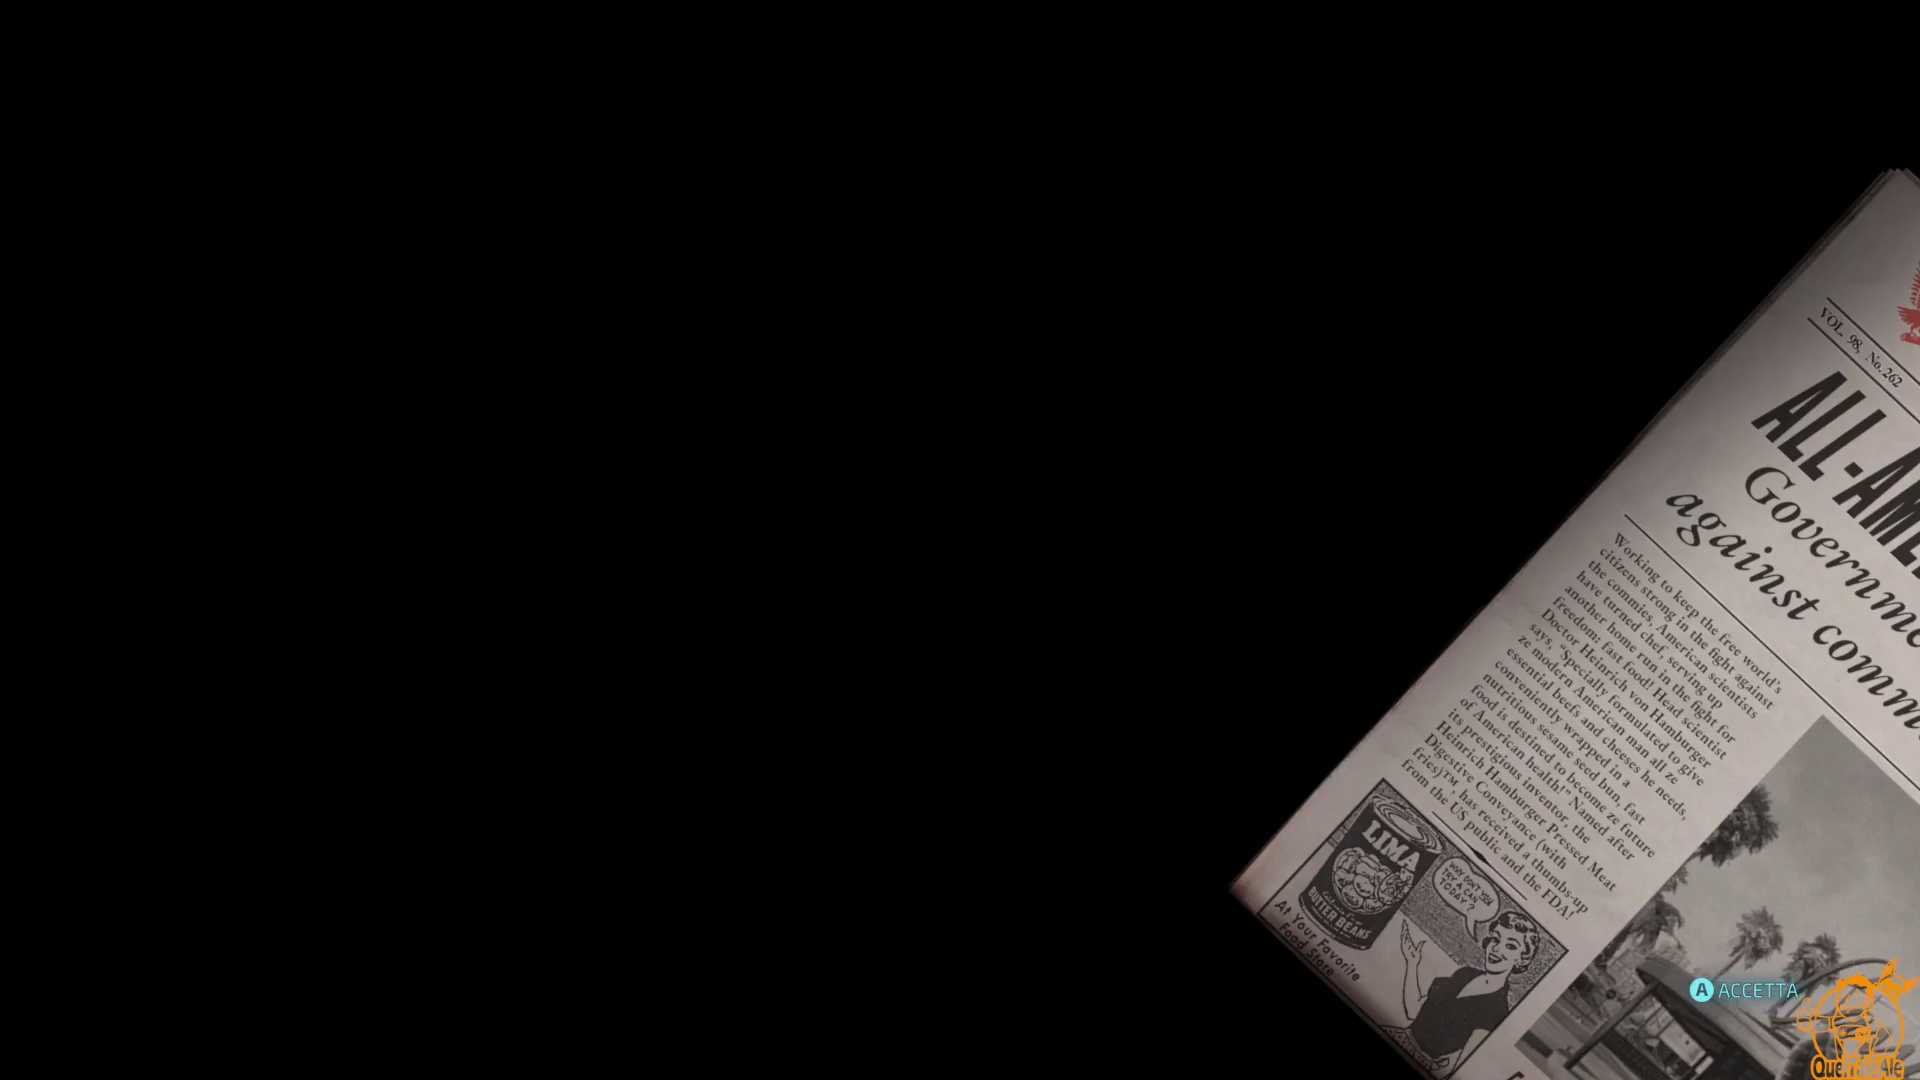 VOL. 98, No. 262
ALL-AME
Governme
against comm
Working to keep the free world's
citizens strong in the fight against
the commies, American scientists
have turned chef, serving up
another home run in the fight for
freedom: fast food! Head scientist
Doctor Heinrich von Hamburger
says, "Specially formulated to give
ze modern American man all ze
essential beefs and cheeses he needs,
conveniently wrapped in a
nutritious sesame seed bun, fast
food is destined to become ze future
of American health!" Named after
its prestigious inventor, the
Heinrich Hamburger Pressed Meat
Digestive Conveyance (with
fries)™, has received a thumbs-up
from the US public and the FDA!
LIMA
BUTTER BEANS
WHY DON'T YOU
TRY A CAN
TODAY?
At Your Favorite
Food Store
A ACCETTA